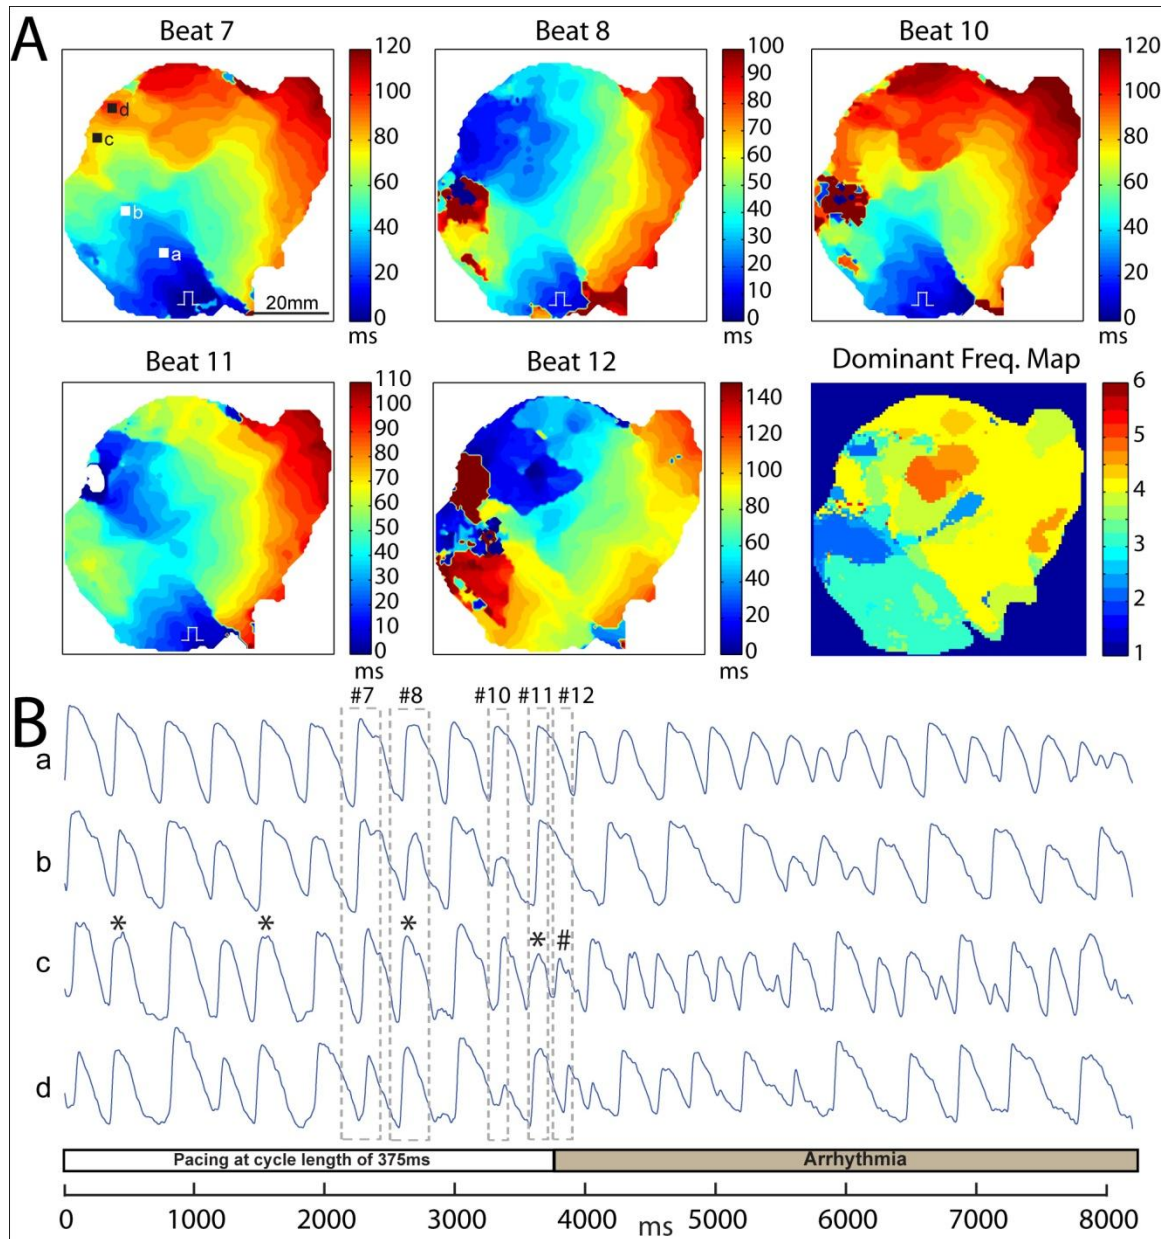 A
Beat 7
Beat 8
Beat 10
120
100
80
60
40
20
0
ms
d
c
b
a
20mm
100
90
80
70
60
50
40
30
20
10
0
120
100
80
60
40
20
0
ms
Beat 11
Beat 12
Dominant Freq. Map
110
100
90
80
70
60
50
40
30
20
10
0
ms
140
120
100
80
60
40
20
0
6
5
4
3
2
1
B
#7
#8
#10
#11
#12
a
b
c
* * * * #
d
Pacing at cycle length of 375ms
Arrhythmia
0 1000 2000 3000 4000 5000 6000 7000 8000
ms